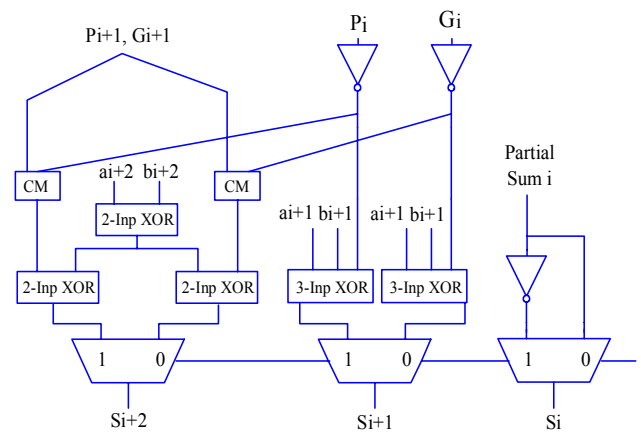 Pi+1, Gi+1
Pi
Gi
Partial
Sum i
CM
ai+2 bi+2
CM
2-Inp XOR
ai+1 bi+1
ai+1 bi+1
2-Inp XOR
2-Inp XOR
3-Inp XOR
3-Inp XOR
1 0
1 0
1 0
Si+2
Si+1
Si